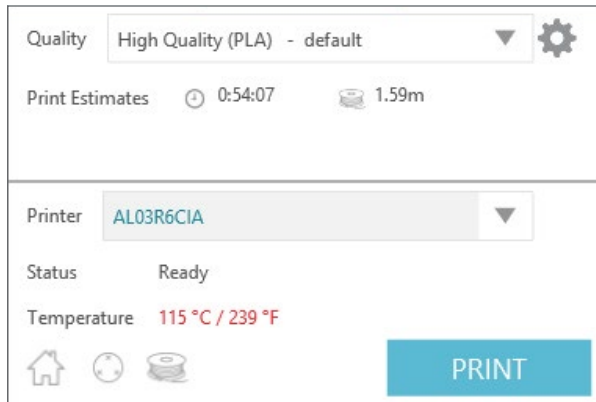 Quality High Quality (PLA) - default
Print Estimates 0:54:07 1.59m
Printer AL03R6CIA
Status Ready
Temperature 115 °C / 239 °F
PRINT